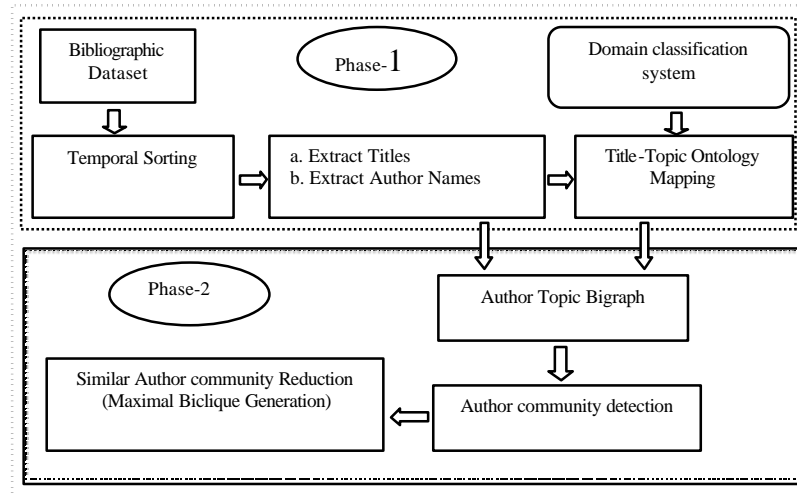 Bibliographic
Dataset
Phase-1
Domain classification
system
Temporal Sorting
a. Extract Titles
b. Extract Author Names
Title-Topic Ontology
Mapping
Phase-2
Author Topic Bigraph
Similar Author community Reduction
(Maximal Biclique Generation)
Author community detection